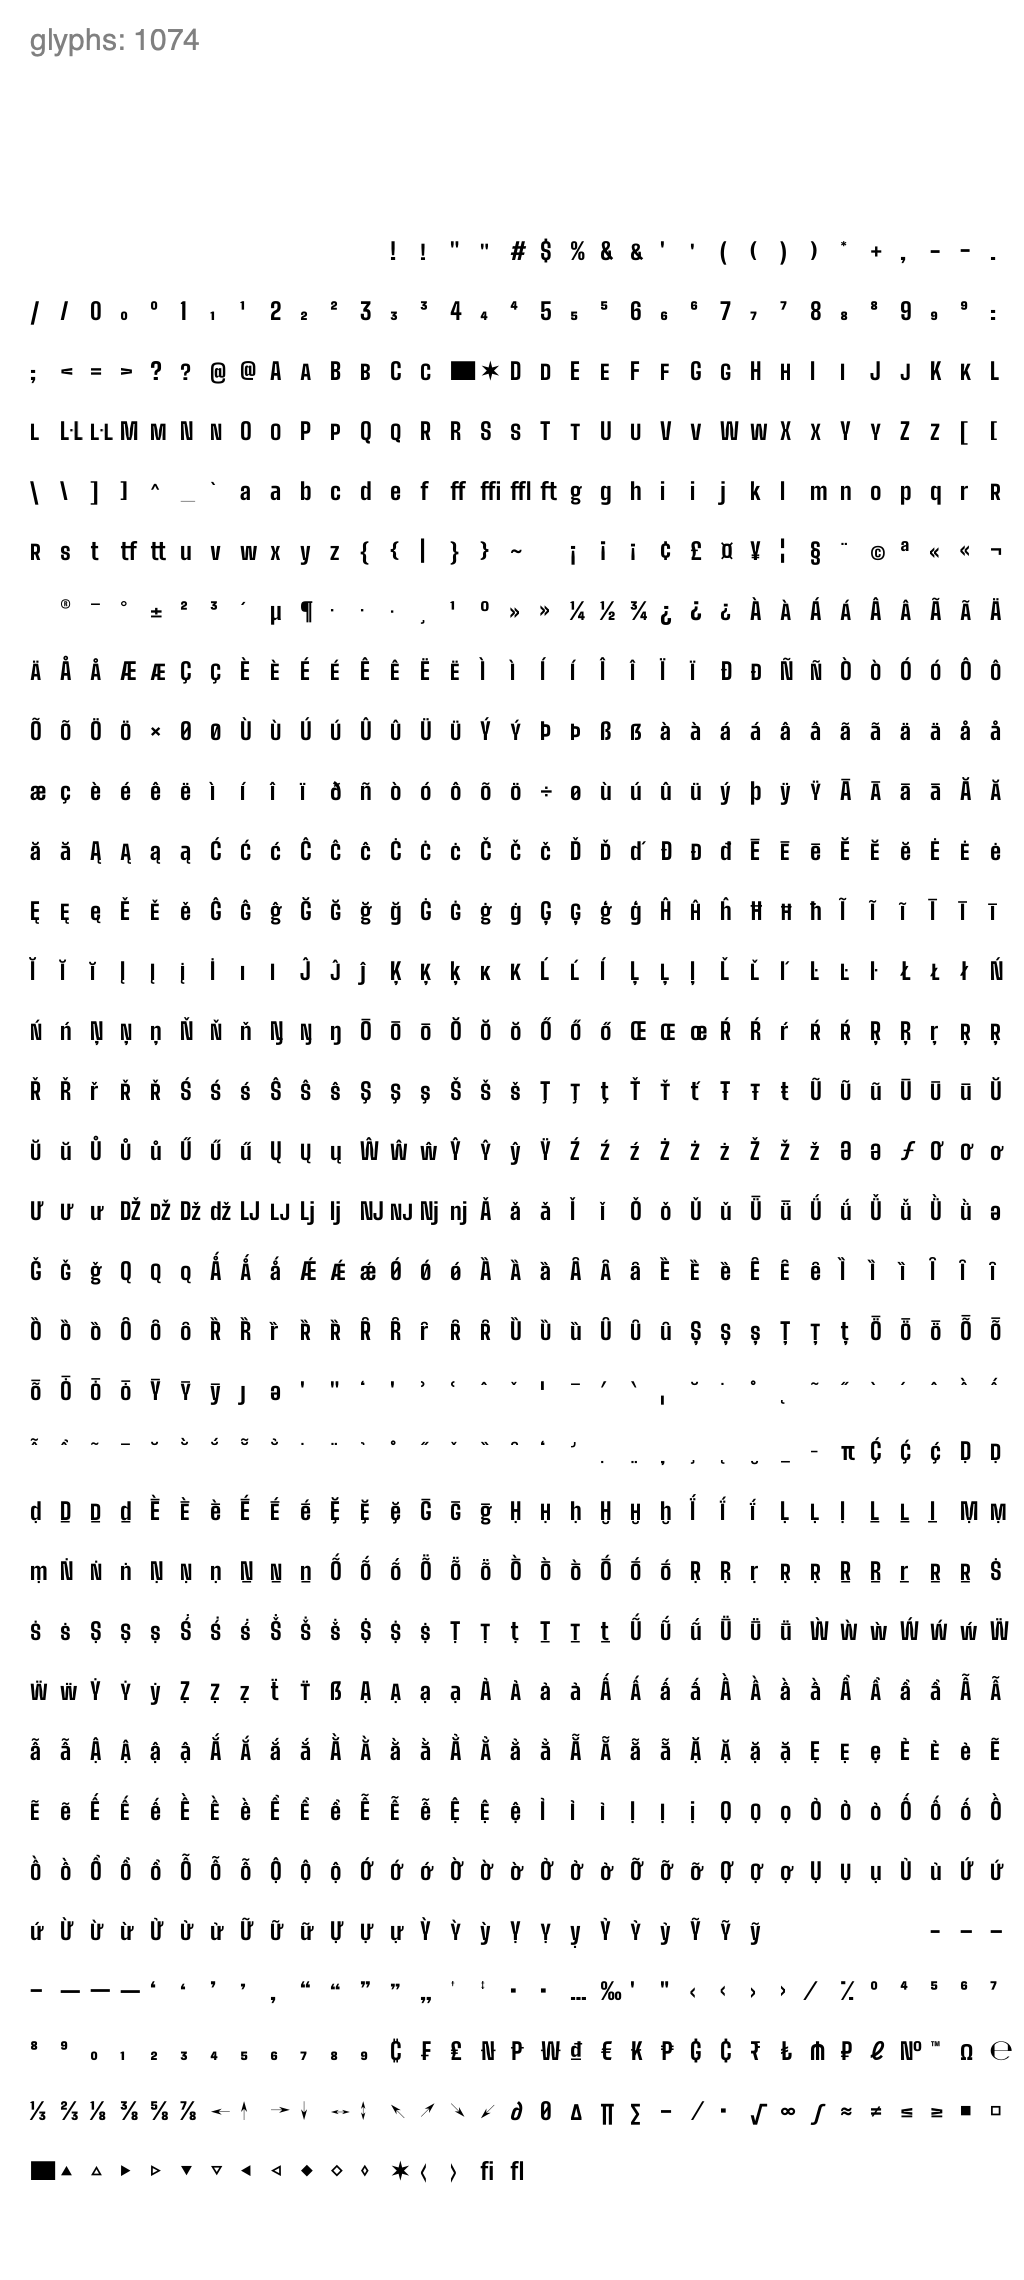 glyphs: 1074
! ! " " # $ % & & ' ' ( ( ) ) * + , - - .
/ / 0 ₀ ⁰ 1 ₁ ¹ 2 ₂ ² 3 ₃ ³ 4 ₄ ⁴ 5 ₅ ⁵ 6 ₆ ⁶ 7 ₇ ⁷ 8 ₈ ⁸ 9 ₉ ⁹ :
; < = > ? ? @ @ A A B B C C ■ ✶ D D E E F F G G H H I I J J K K L
L L·L L·L M M N N O O P P Q Q R R S S T T U U V V W W X X Y Y Z Z [ [
\ \ ] ] ^ _ ` a a b c d e f ff ffi ffl ft g g h i i j k l m n o p q r R
R s t tf tt u v w x y z { { | } } ~ ¡ ¡ ¡ ¢ £ ¤ ¥ ¦ § ¨ © ª « « ¬
® ¯ ° ± ² ³ ´ µ ¶ · · · ¸ ¹ º » » ¼ ½ ¾ ¿ ¿ ¿ À À Á Á Â Â Ã Ã Ä
Ä Å Å Æ Æ Ç Ç È È É É Ê Ê Ë Ë Ì Ì Í Í Î Î Ï Ï Ð Ð Ñ Ñ Ò Ò Ó Ó Ô Ô
Õ Õ Ö Ö × Ø Ø Ù Ù Ú Ú Û Û Ü Ü Ý Ý Þ Þ ß ß à à á á â â ã ã ä ä å å
æ ç è é ê ë ì í î ï ð ñ ò ó ô õ ö ÷ ø ù ú û ü ý þ ÿ Ÿ Ā Ā ā ā Ă Ă
ă ă Ą Ą ą ą Ć Ć ć Ĉ Ĉ ĉ Ċ Ċ ċ Č Č č Ď Ď ď Đ Đ đ Ē Ē ē Ĕ Ĕ ĕ Ė Ė ė
Ę Ę ę Ě Ě ě Ĝ Ĝ ĝ Ğ Ğ ğ ğ Ġ Ġ ġ ġ Ģ Ģ ģ ģ Ĥ Ĥ ĥ Ħ Ħ ħ Ĩ Ĩ ĩ Ī Ī ī
Ĭ Ĭ ĭ Į Į į İ ı ı Ĵ Ĵ ĵ Ķ Ķ ķ ĸ ĸ Ĺ Ĺ ĺ Ļ Ļ ļ Ľ Ľ ľ Ŀ Ŀ ŀ Ł Ł ł Ń
Ń ń Ņ Ņ ņ Ň Ň ň Ŋ Ŋ ŋ Ō Ō ō Ŏ Ŏ ŏ Ő Ő ő Œ Œ œ Ŕ Ŕ ŕ Ŕ Ŕ Ŗ Ŗ ŗ Ŗ Ŗ
Ř Ř ř Ř Ř Ś Ś ś Ŝ Ŝ ŝ Ş Ş ş Š Š š Ţ Ţ ţ Ť Ť ť Ŧ Ŧ ŧ Ũ Ũ ũ Ū Ū ū Ŭ
Ŭ ŭ Ů Ů ů Ű Ű ű Ų Ų ų Ŵ Ŵ ŵ Ŷ Ŷ ŷ Ÿ Ź Ź ź Ż Ż ż Ž Ž ž Ə Ə ƒ Ơ Ơ ơ
Ư Ư ư DŽ DŽ Dž dž LJ LJ Lj lj NJ NJ Nj nj Ǎ ǎ ǎ Ǐ ǐ Ǒ ǒ Ǔ ǔ Ǖ ǖ Ǘ ǘ Ǚ ǚ Ǜ ǜ ǝ
Ǧ Ǧ ǧ Q Q q Ǻ Ǻ ǻ Ǽ Ǽ ǽ Ǿ Ǿ ǿ Ȁ Ȁ ȁ Ȃ Ȃ ȃ Ȅ Ȅ ȅ Ȇ Ȇ ȇ Ȉ Ȉ ȉ Ȋ Ȋ ȋ
Ȍ Ȍ ȍ Ȏ Ȏ ȏ Ȑ Ȑ ȑ Ȑ Ȑ Ȓ Ȓ ȓ Ȓ Ȓ Ȕ Ȕ ȕ Ȗ Ȗ ȗ Ș Ș ș Ț Ț ț Ȫ Ȫ ȫ Ȭ Ȭ
ȭ Ȱ Ȱ ȱ Ȳ Ȳ ȳ ȷ ə
- π Ḉ Ḉ ḉ Ḍ Ḍ
ḍ Ḏ Ḏ ḏ Ḕ Ḕ ḕ Ḗ Ḗ ḗ Ḝ Ḝ ḝ Ḡ Ḡ ḡ Ḥ Ḥ ḥ Ḫ Ḫ ḫ Ḯ Ḯ ḯ Ḷ Ḷ ḷ Ḻ Ḻ ḻ Ṃ Ṃ
ṃ Ṅ Ṅ ṅ Ṇ Ṇ ṇ Ṉ Ṉ ṉ Ṍ Ṍ ṍ Ṏ Ṏ ṏ Ṑ Ṑ ṑ Ṓ Ṓ ṓ Ṛ Ṛ ṛ Ṛ Ṛ Ṟ Ṟ ṟ Ṟ Ṟ Ṡ
Ṡ ṡ Ṣ Ṣ ṣ Ṥ Ṥ ṥ Ṧ Ṧ ṧ Ṩ Ṩ ṩ Ṭ Ṭ ṭ Ṯ Ṯ ṯ Ṹ Ṹ ṹ Ṻ Ṻ ṻ Ẁ Ẁ ẁ Ẃ Ẃ ẃ Ẅ
Ẅ ẅ Ẏ Ẏ ẏ Ẓ Ẓ ẓ ẗ T̈ ẞ Ạ Ạ ạ ạ Ả Ả ả ả Ấ Ấ ấ ấ Ầ Ầ ầ ầ Ẩ Ẩ ẩ ẩ Ẫ Ẫ
ẫ ẫ Ậ Ậ ậ ậ Ắ Ắ ắ ắ Ằ Ằ ằ ằ Ẳ Ẳ ẳ ẳ Ẵ Ẵ ẵ ẵ Ặ Ặ ặ ặ Ẹ Ẹ ẹ Ẻ Ẻ ẻ Ẽ
Ẽ ẽ Ế Ế ế Ề Ề ề Ể Ể ể Ễ Ễ ễ Ệ Ệ ệ Ỉ Ỉ ỉ Ị Ị ị Ọ Ọ ọ Ỏ Ỏ ỏ Ố Ố ố Ồ
Ồ ồ Ổ Ổ ổ Ỗ Ỗ ỗ Ộ Ộ ộ Ớ Ớ ớ Ờ Ờ ờ Ở Ở ở Ỡ Ỡ ỡ Ợ Ợ ợ Ụ Ụ ụ Ủ ủ Ứ Ứ
ứ Ừ Ừ ừ Ử Ử ử Ữ Ữ ữ Ự Ự ự Ỳ Ỳ ỳ Ỵ Ỵ ỵ Ỷ Ỷ ỷ Ỹ Ỹ ỹ - - –
– — — — ‘ ‘ ’ ’ ‚ “ “ ” ” „ † ‡ • • … ‰ ′ ″ ‹ ‹ › › ⁄ ⁒ ⁰ ⁴ ⁵ ⁶ ⁷
⁸ ⁹ ₀ ₁ ₂ ₃ ₄ ₅ ₆ ₇ ₈ ₉ ₡ ₣ ₤ ₦ ₱ ₩ ₫ € ₭ ₱ ₲ ₵ ₹ ₺ ₼ ₽ ℓ № ™ Ω ℮
⅓ ⅔ ⅛ ⅜ ⅝ ⅞ ← ↑ → ↓ ↔ ↕ ↖ ↗ ↘ ↙ ∂ 0 ∆ ∏ ∑ − ∕ ∙ √ ∞ ∫ ≈ ≠ ≤ ≥ ■ □
■ ▲ △ ▶ ▷ ▼ ▽ ◀ ◁ ◆ ◇ ◊ ✶ ⟨ ⟩ fi fl